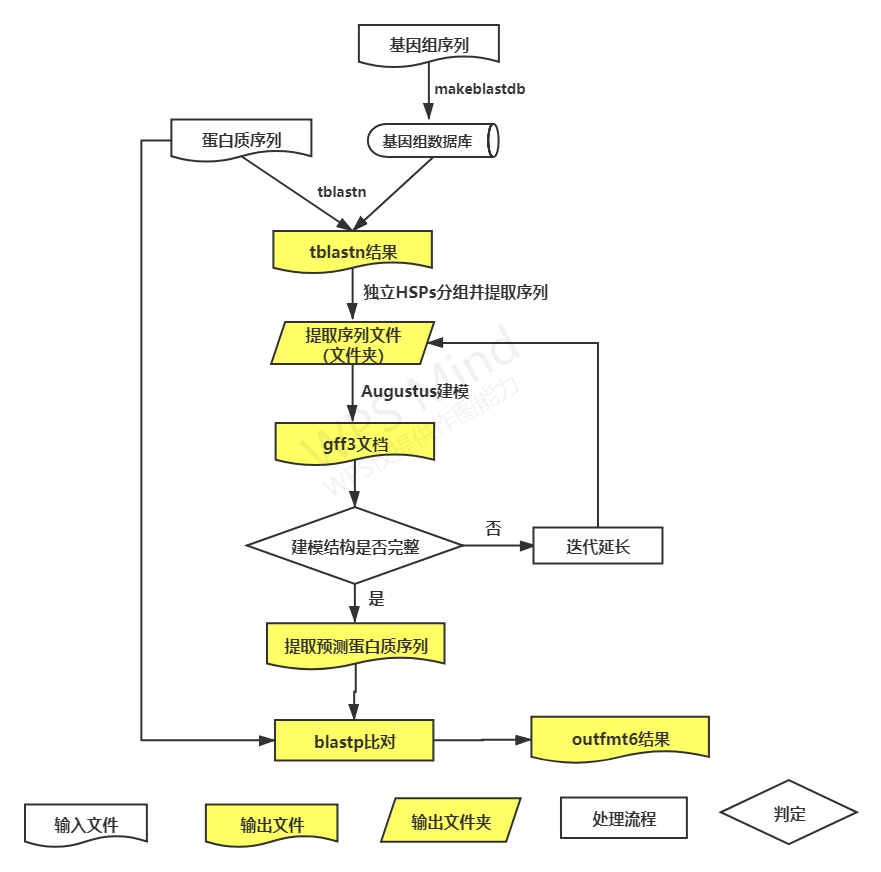 基因组序列
makeblastdb
蛋白质序列
基因组数据库
tblastn
tblastn结果
独立HSPs分组并提取序列
提取序列文件
（文件夹）
Augustus建模
gff3文档
WPS Mind
WPS仅提供作图能力
建模结构是否完整
否
迭代延长
是
提取预测蛋白质序列
blastp比对
outfmt6结果
输入文件
输出文件
输出文件夹
处理流程
判定